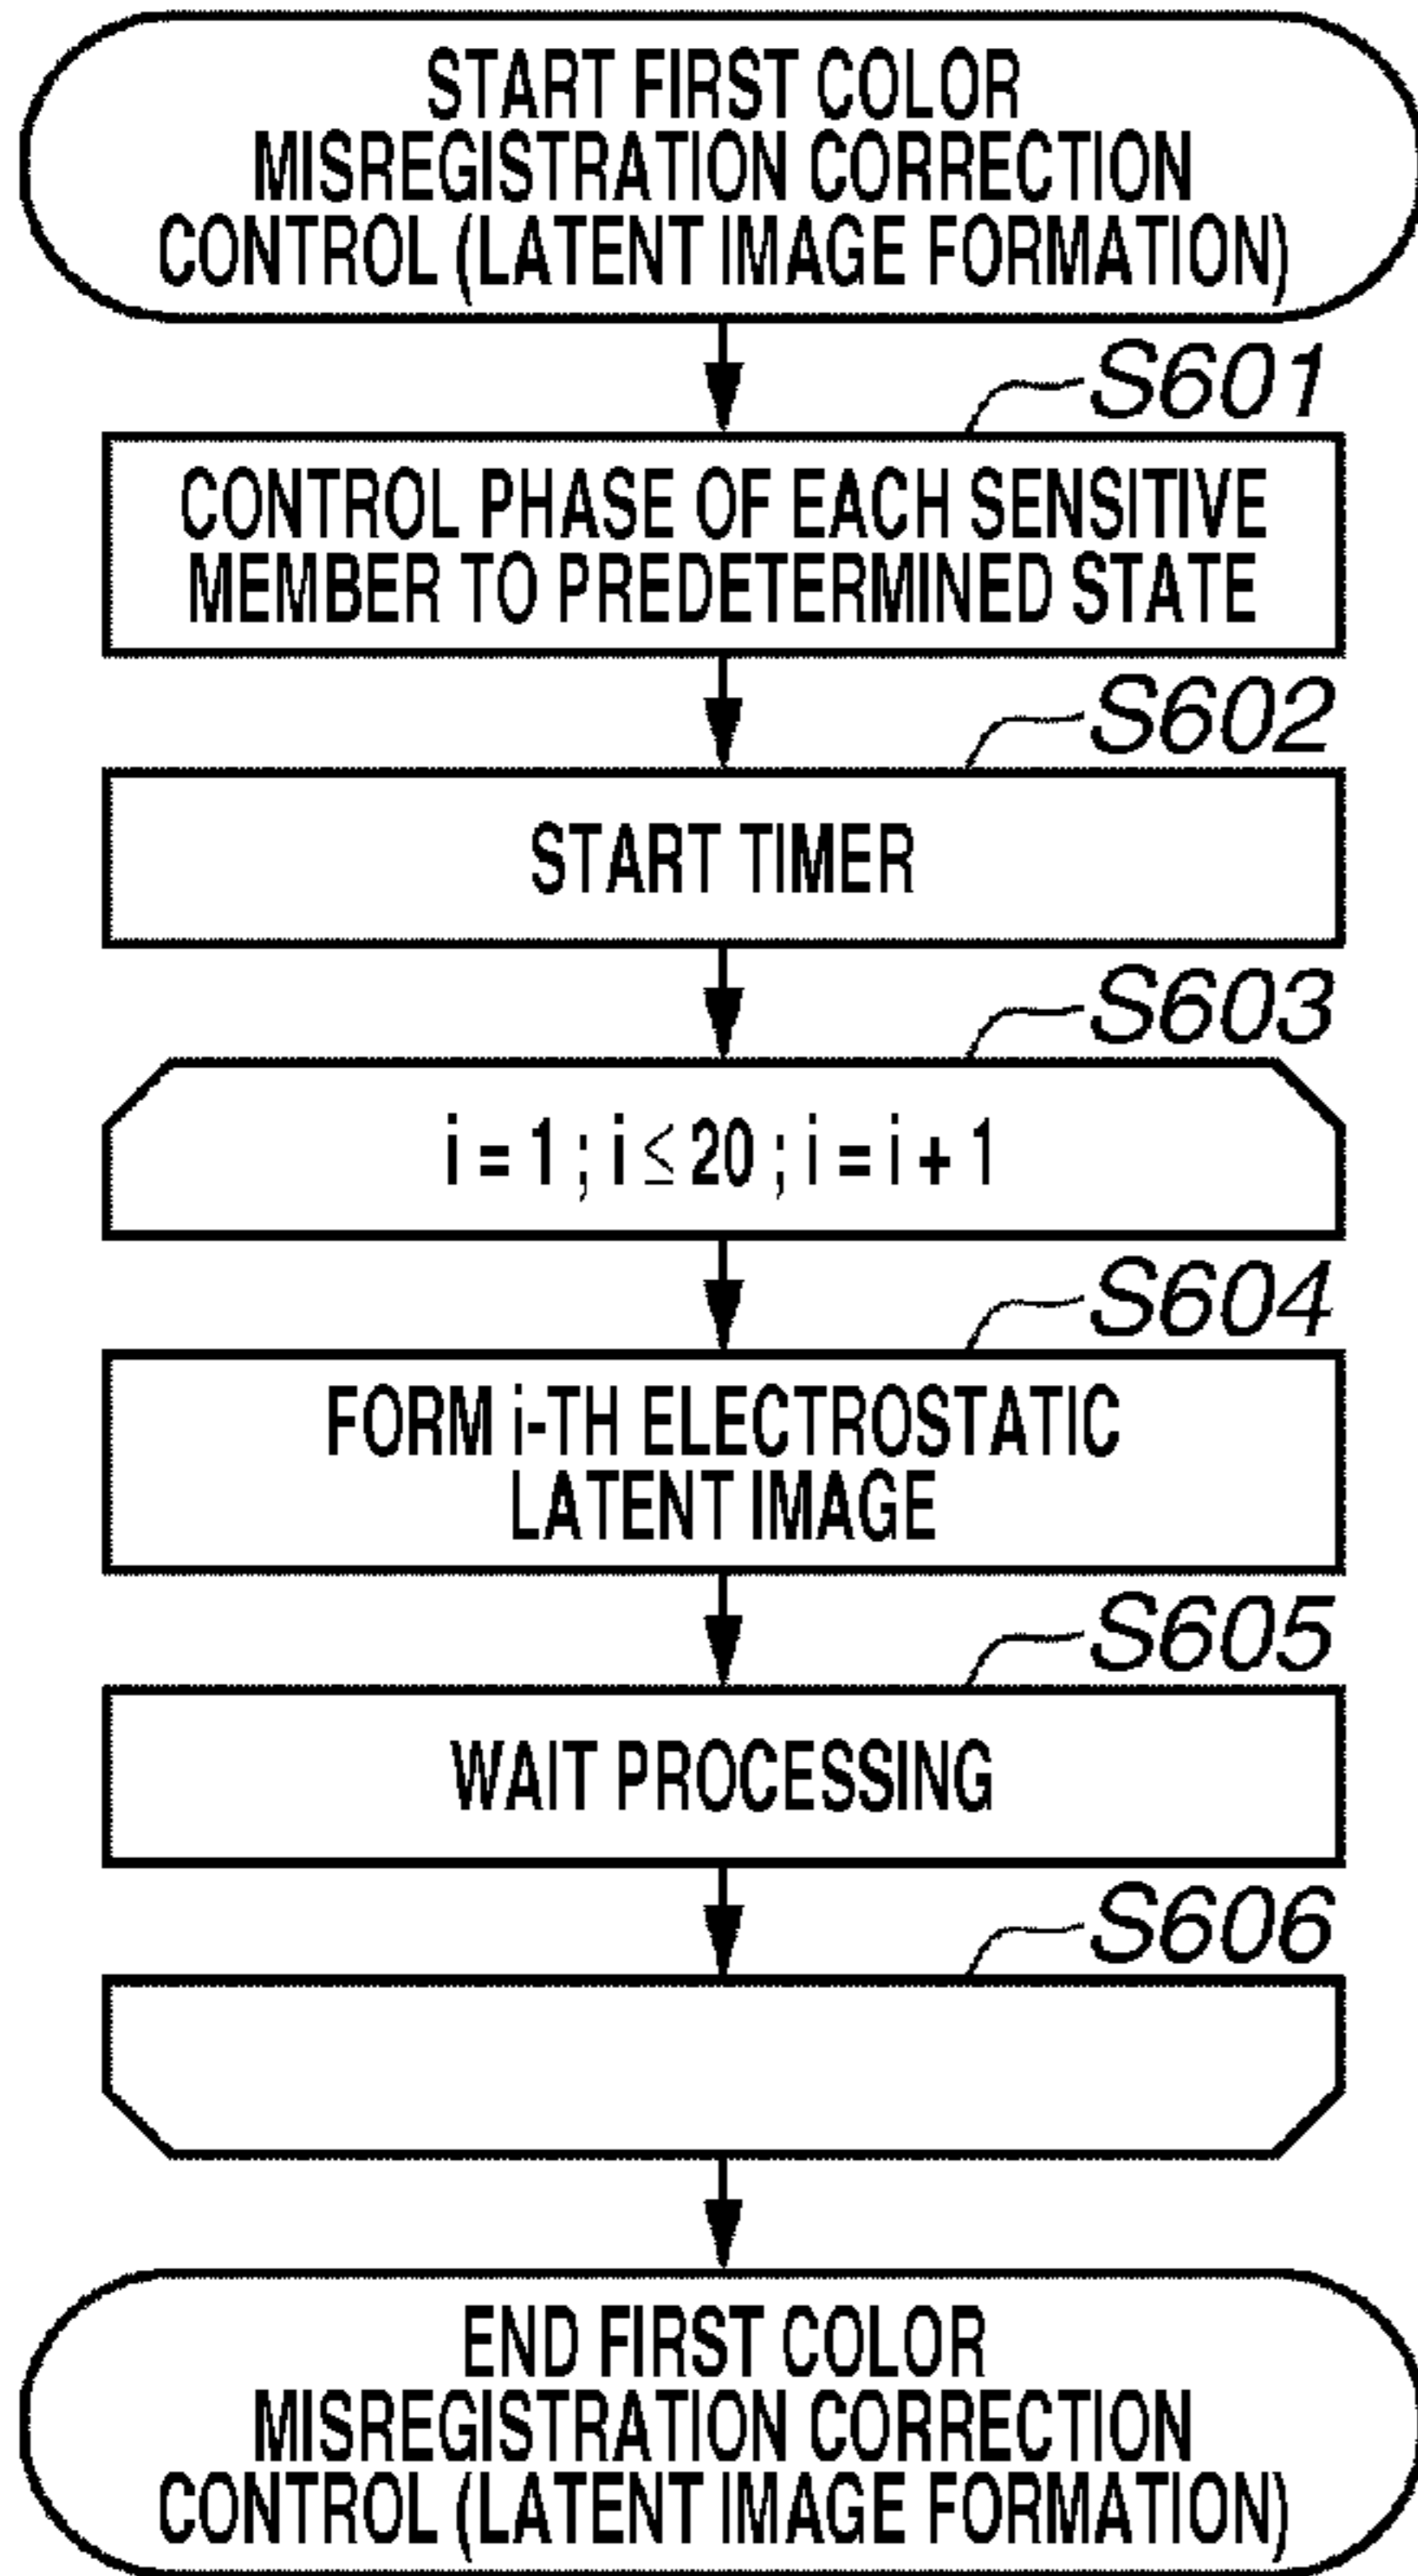 START FIRST COLOR
MISREGISTRATION CORRECTION
CONTROL (LATENT IMAGE FORMATION)
S601
CONTROL PHASE OF EACH SENSITIVE
MEMBER TO PREDETERMINED STATE
S602
START TIMER
S603
i = 1 ; i ≤ 20 ; i = i + 1
S604
FORM i-TH ELECTROSTATIC
LATENT IMAGE
S605
WAIT PROCESSING
S606
END FIRST COLOR
MISREGISTRATION CORRECTION
CONTROL (LATENT IMAGE FORMATION)